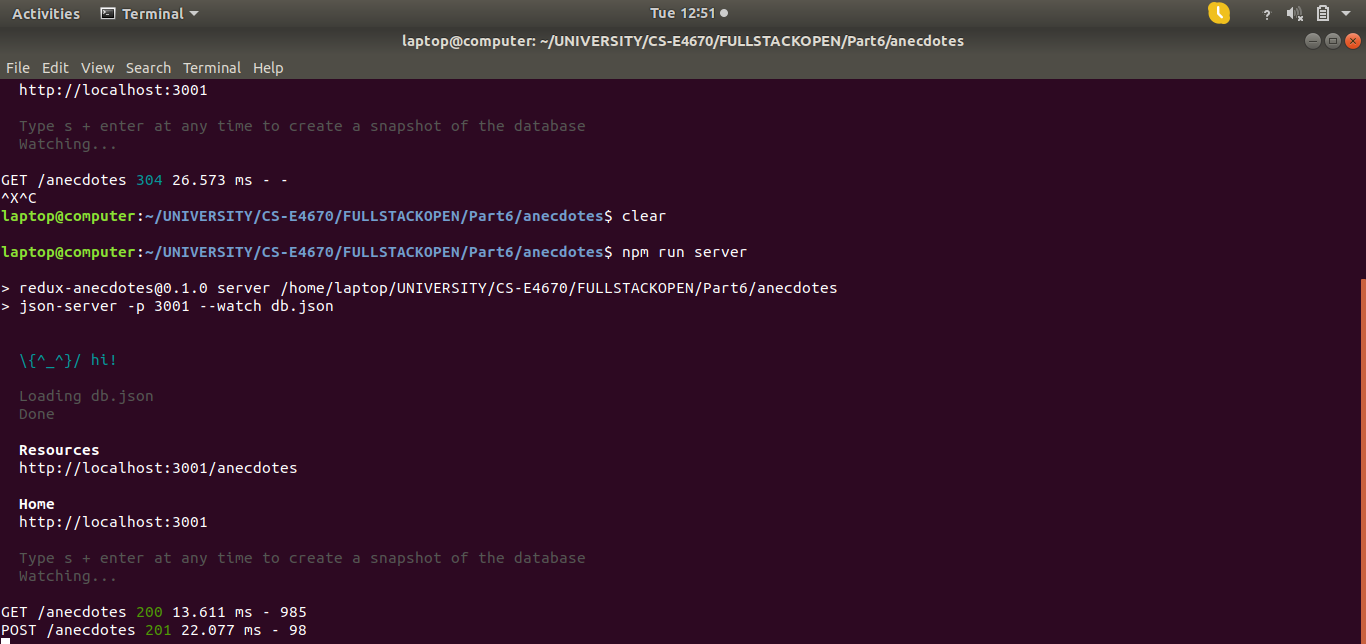 Activities Terminal Tue 12:51 ?
laptop@computer: ~/UNIVERSITY/CS-E4670/FULLSTACKOPEN/Part6/anecdotes
File Edit View Search Terminal Help
http://localhost:3001
Type s + enter at any time to create a snapshot of the database
Watching...
GET /anecdotes 304 26.573 ms - -
^X^C
laptop@computer:~/UNIVERSITY/CS-E4670/FULLSTACKOPEN/Part6/anecdotes$ clear
laptop@computer:~/UNIVERSITY/CS-E4670/FULLSTACKOPEN/Part6/anecdotes$ npm run server
> redux-anecdotes@0.1.0 server /home/laptop/UNIVERSITY/CS-E4670/FULLSTACKOPEN/Part6/anecdotes
> json-server -p 3001 --watch db.json
\{^_^}/ hi!
Loading db.json
Done
Resources
http://localhost:3001/anecdotes
Home
http://localhost:3001
Type s + enter at any time to create a snapshot of the database
Watching...
GET /anecdotes 200 13.611 ms - 985
POST /anecdotes 201 22.077 ms - 98